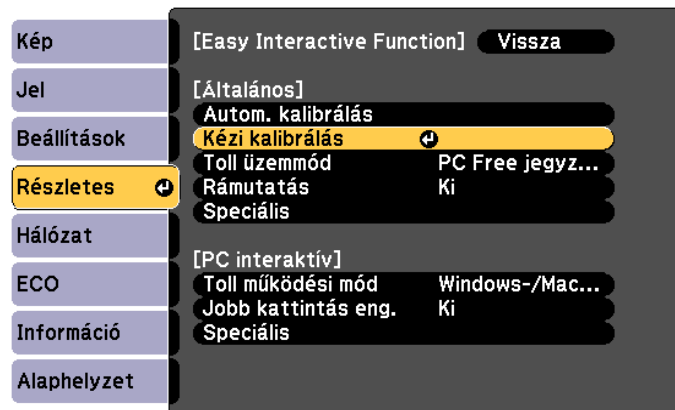 Kép
Jel
Beállítások
Részletes
Hálózat
ECO
Információ
Alaphelyzet
[Easy Interactive Function] Vissza
[Általános]
Autom. kalibrálás
Kézi kalibrálás
Toll üzemmód PC Free jegyz...
Rámutatás Ki
Speciális
[PC interaktív]
Toll működési mód Windows-/Mac...
Jobb kattintás eng. Ki
Speciális